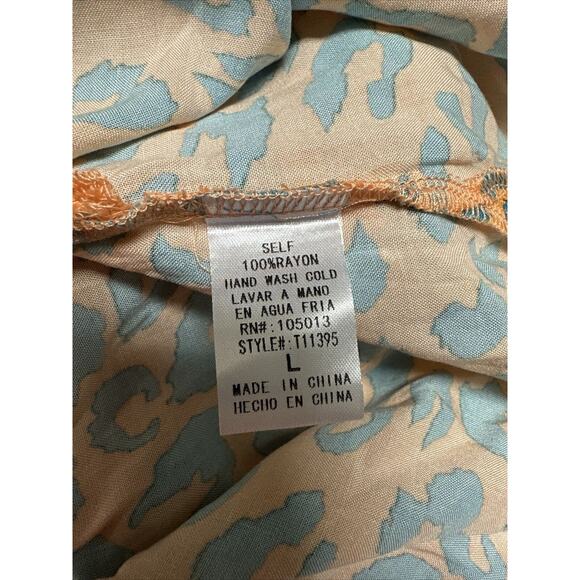 SELF
100%RAYON
HAND WASH COLD
LAVAR A MANO
EN AGUA FRIA
RN#:105013
STYLE#:T11395
L
MADE IN CHINA
HECHO EN CHINA